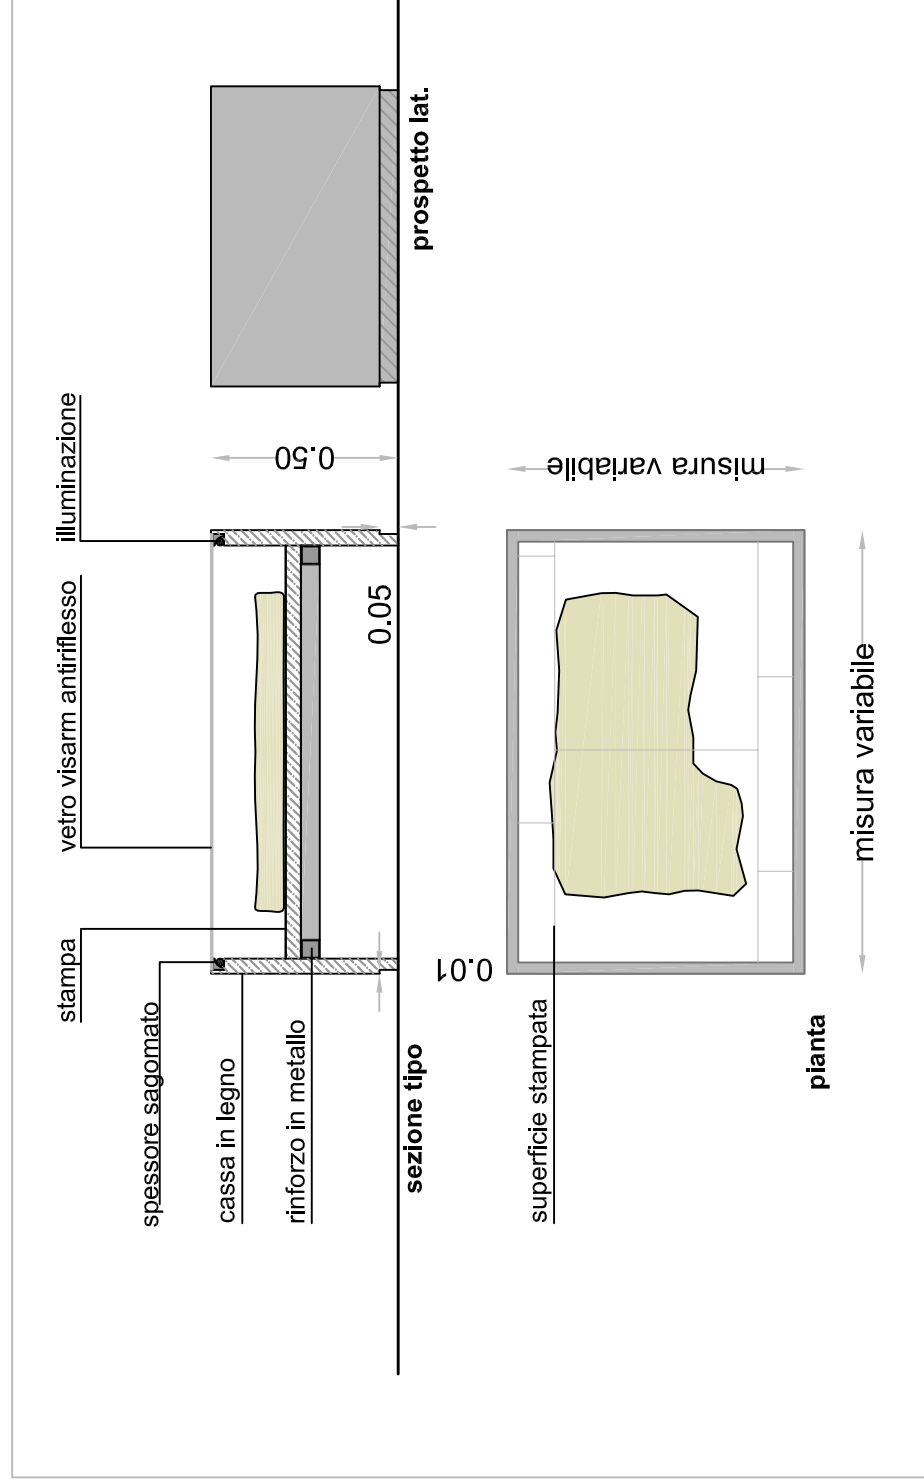 illuminazione
vetro visarm antiriflesso
stampa
spessore sagomato
cassa in legno
rinforzo in metallo
0.50
0.05
0.01
sezione tipo
prospetto lat.
superficie stampata
misura variabile
misura variabile
pianta